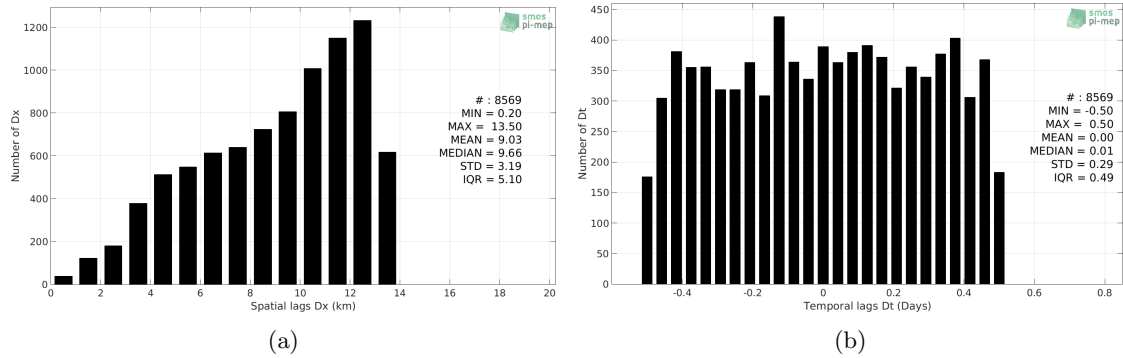 smos
pi-mep
Number of Dx
1200
1000
800
600
400
200
0
# : 8569
MIN = 0.20
MAX = 13.50
MEAN = 9.03
MEDIAN = 9.66
STD = 3.19
IQR = 5.10
0 2 4 6 8 10 12 14 16 18 20
Spatial lags Dx (km)
(a)
smos
pi-mep
Number of Dt
450
400
350
300
250
200
150
100
50
0
# : 8569
MIN = -0.50
MAX = 0.50
MEAN = 0.00
MEDIAN = 0.01
STD = 0.29
IQR = 0.49
-0.4 -0.2 0 0.2 0.4 0.6 0.8
Temporal lags Dt (Days)
(b)